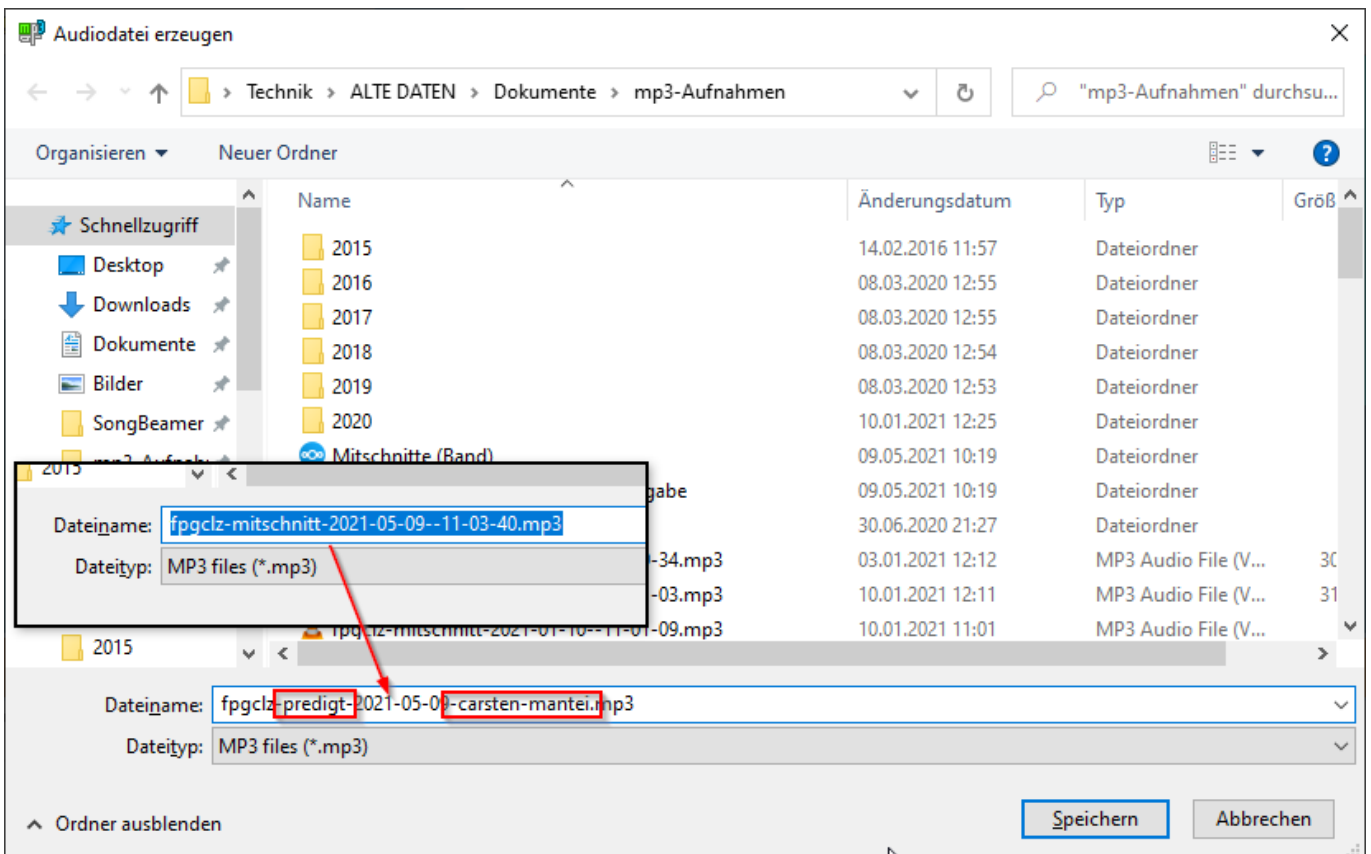 Audiodatei erzeugen
Technik › ALTE DATEN › Dokumente › mp3-Aufnahmen
"mp3-Aufnahmen" durchsu...
Organisieren
Neuer Ordner
Name Änderungsdatum Typ Größ
Schnellzugriff
Desktop
Downloads
Dokumente
Bilder
SongBeamer
2015 14.02.2016 11:57 Dateiordner
2016 08.03.2020 12:55 Dateiordner
2017 08.03.2020 12:55 Dateiordner
2018 08.03.2020 12:54 Dateiordner
2019 08.03.2020 12:53 Dateiordner
2020 10.01.2021 12:25 Dateiordner
Mitschnitte (Band) 09.05.2021 10:19 Dateiordner
gabe 09.05.2021 10:19 Dateiordner
30.06.2020 21:27 Dateiordner
-34.mp3 03.01.2021 12:12 MP3 Audio File (V... 30
-03.mp3 10.01.2021 12:11 MP3 Audio File (V... 31
fpgclz-mitschnitt-2021-01-10--11-01-09.mp3 10.01.2021 11:01 MP3 Audio File (V...
2015
Dateiname: fpgclz-mitschnitt-2021-05-09--11-03-40.mp3
Dateityp: MP3 files (*.mp3)
2015
Dateiname: fpgclz-predigt-2021-05-09-carsten-mantei.mp3
Dateityp: MP3 files (*.mp3)
Ordner ausblenden
Speichern
Abbrechen